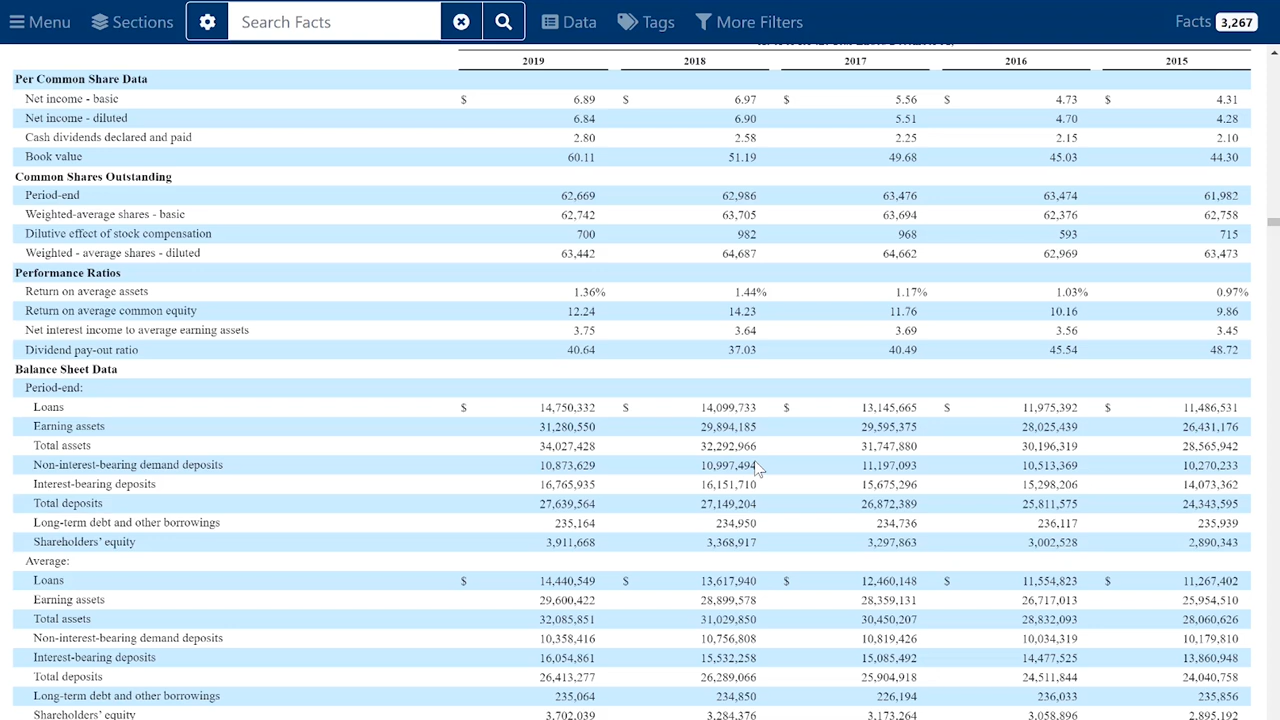 Menu Sections Search Facts Data Tags More Filters Facts 3,267
2019 2018 2017 2016 2015
Per Common Share Data
Net income - basic $ 6.89 $ 6.97 $ 5.56 $ 4.73 $ 4.31
Net income - diluted 6.84 6.90 5.51 4.70 4.28
Cash dividends declared and paid 2.80 2.58 2.25 2.15 2.10
Book value 60.11 51.19 49.68 45.03 44.30
Common Shares Outstanding
Period-end 62,669 62,986 63,476 63,474 61,982
Weighted-average shares - basic 62,742 63,705 63,694 62,376 62,758
Dilutive effect of stock compensation 700 982 968 593 715
Weighted - average shares - diluted 63,442 64,687 64,662 62,969 63,473
Performance Ratios
Return on average assets 1.36% 1.44% 1.17% 1.03% 0.97%
Return on average common equity 12.24 14.23 11.76 10.16 9.86
Net interest income to average earning assets 3.75 3.64 3.69 3.56 3.45
Dividend pay-out ratio 40.64 37.03 40.49 45.54 48.72
Balance Sheet Data
Period-end:
Loans $ 14,750,332 $ 14,099,733 $ 13,145,665 $ 11,975,392 $ 11,486,531
Earning assets 31,280,550 29,894,185 29,595,375 28,025,439 26,431,176
Total assets 34,027,428 32,292,966 31,747,880 30,196,319 28,565,942
Non-interest-bearing demand deposits 10,873,629 10,997,494 11,197,093 10,513,369 10,270,233
Interest-bearing deposits 16,765,935 16,151,710 15,675,296 15,298,206 14,073,362
Total deposits 27,639,564 27,149,204 26,872,389 25,811,575 24,343,595
Long-term debt and other borrowings 235,164 234,950 234,736 236,117 235,939
Shareholders' equity 3,911,668 3,368,917 3,297,863 3,002,528 2,890,343
Average:
Loans $ 14,440,549 $ 13,617,940 $ 12,460,148 $ 11,554,823 $ 11,267,402
Earning assets 29,600,422 28,899,578 28,359,131 26,717,013 25,954,510
Total assets 32,085,851 31,029,850 30,450,207 28,832,093 28,060,626
Non-interest-bearing demand deposits 10,358,416 10,756,808 10,819,426 10,034,319 10,179,810
Interest-bearing deposits 16,054,861 15,532,258 15,085,492 14,477,525 13,860,948
Total deposits 26,413,277 26,289,066 25,904,918 24,511,844 24,040,758
Long-term debt and other borrowings 235,064 234,850 226,194 236,033 235,856
Shareholders' equity 3,702,039 3,284,376 3,173,264 3,058,896 2,895,192